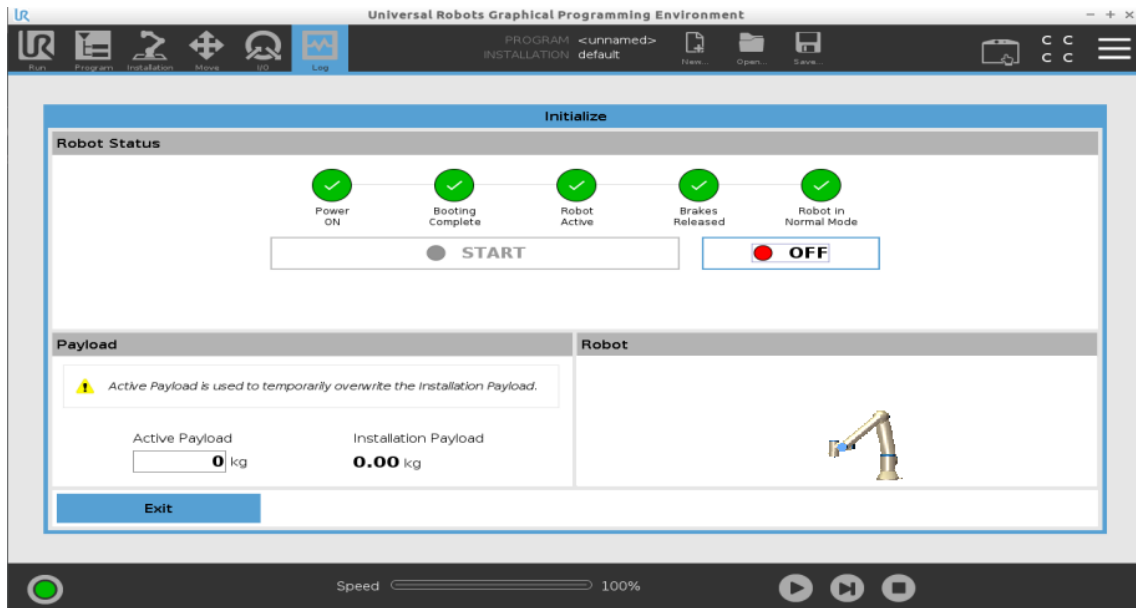 UR
Universal Robots Graphical Programming Environment
UR
Run
Program
Installation
Move
I/O
Log
PROGRAM <unnamed>
INSTALLATION default
New...
Open...
Save...
C C
C C
Initialize
Robot Status
Power ON
Booting Complete
Robot Active
Brakes Released
Robot in Normal Mode
START
OFF
Payload
Active Payload is used to temporarily overwrite the Installation Payload.
Active Payload
0 kg
Installation Payload
0.00 kg
Robot
Exit
Speed
100%